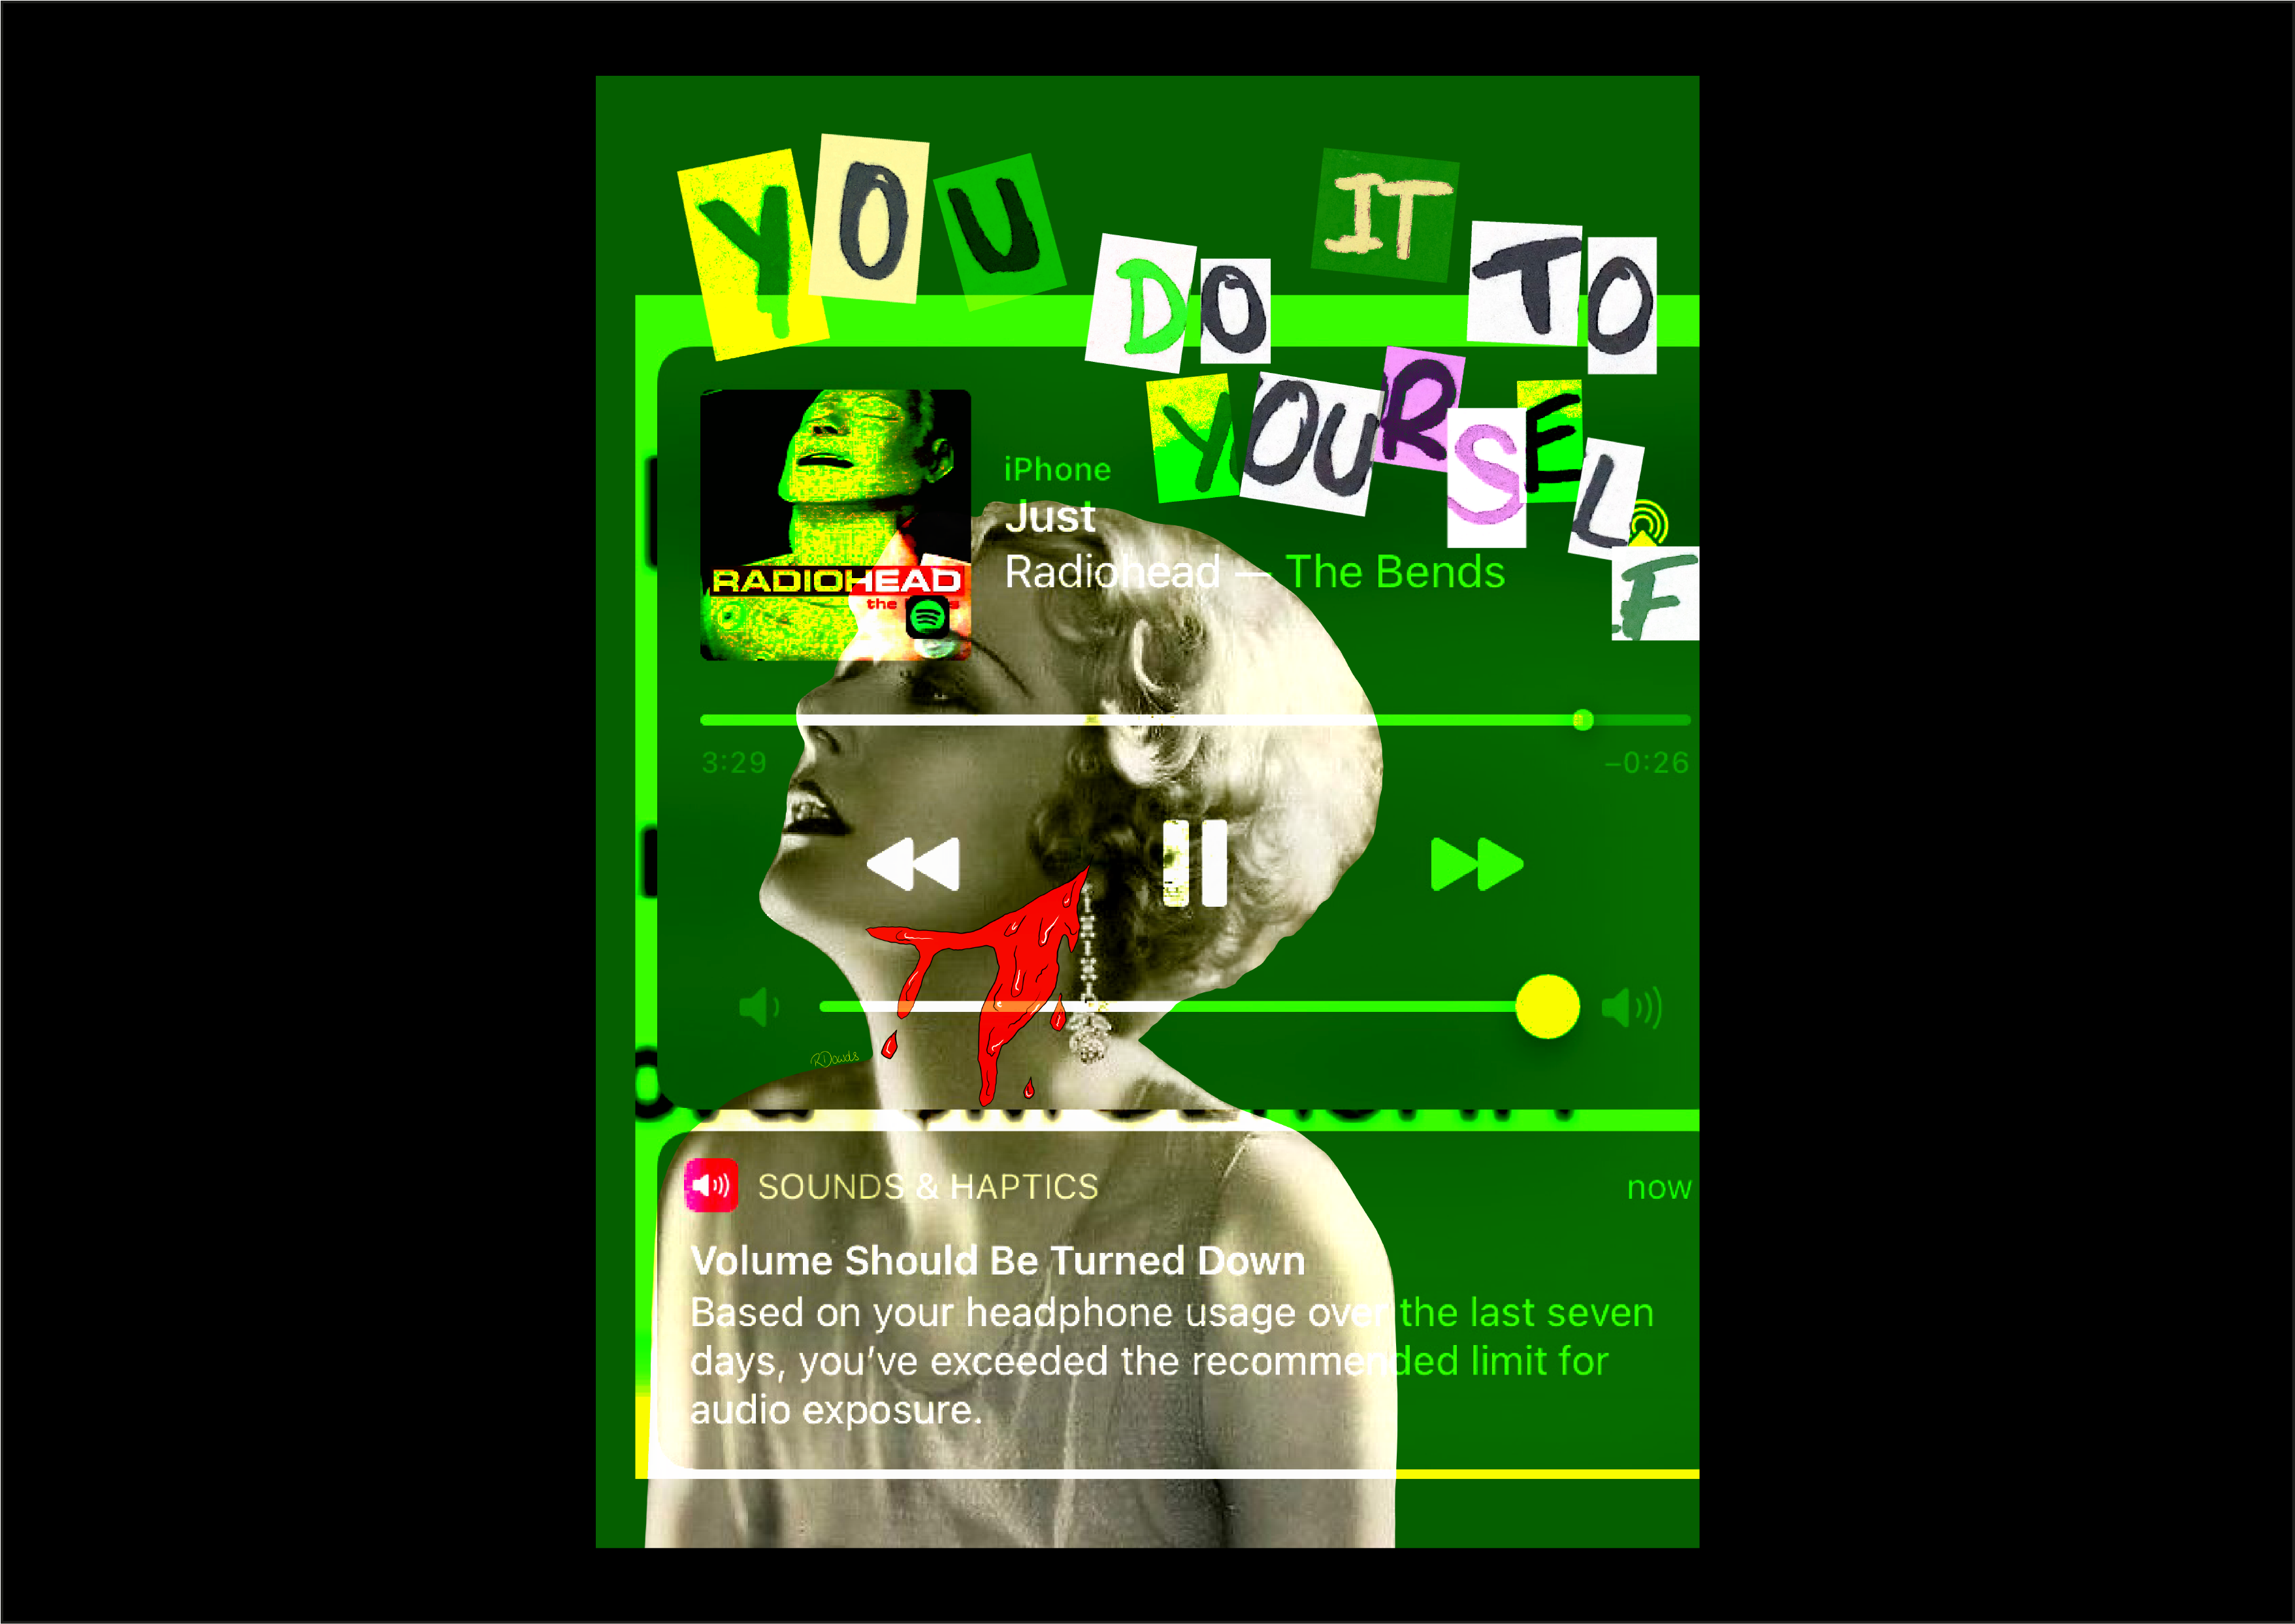 YOU DO IT TO
YOURSELF
iPhone
Just
Radiohead — The Bends
RADIOHEAD
the
3:29
–0:26
RDowds
SOUNDS & HAPTICS
now
Volume Should Be Turned Down
Based on your headphone usage over the last seven
days, you’ve exceeded the recommended limit for
audio exposure.